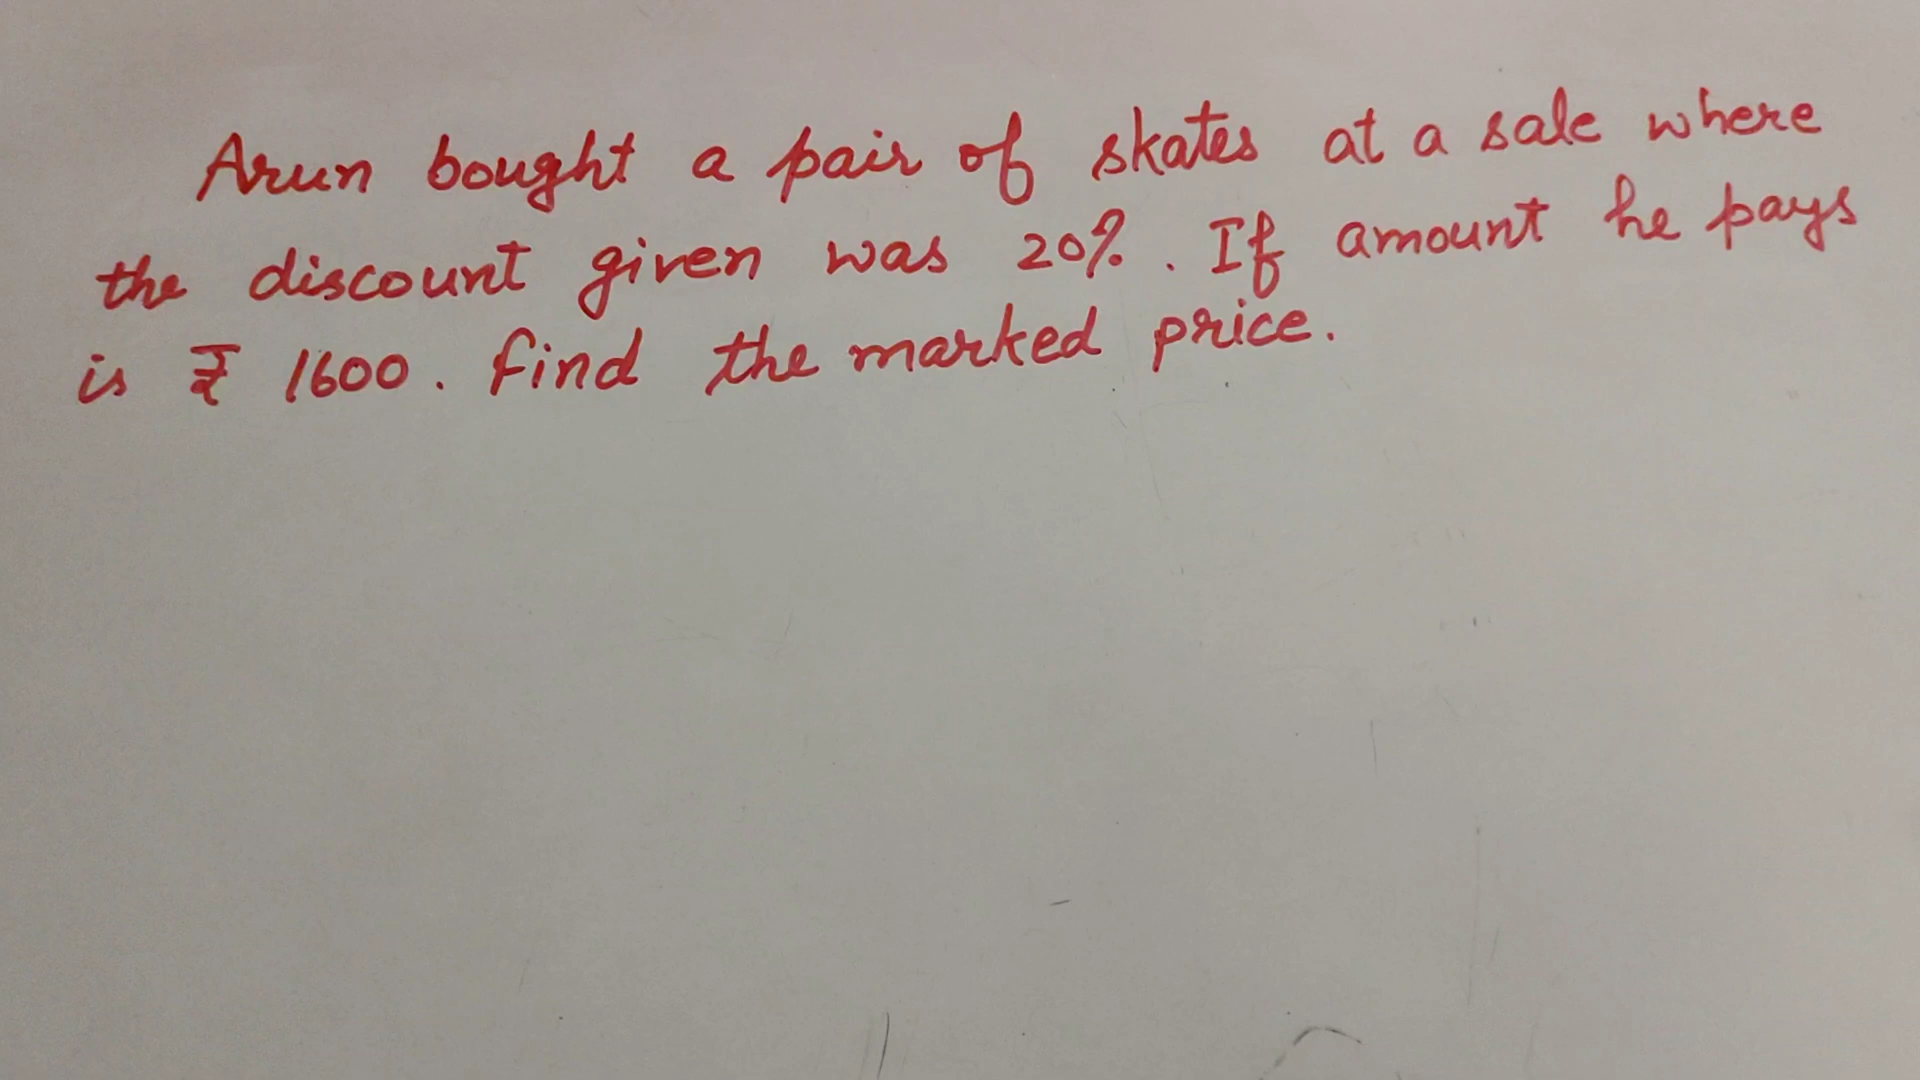 Arun bought a pair of skates at a sale where
the discount given was 20%. If amount he pays
is ₹ 1600. find the marked price.